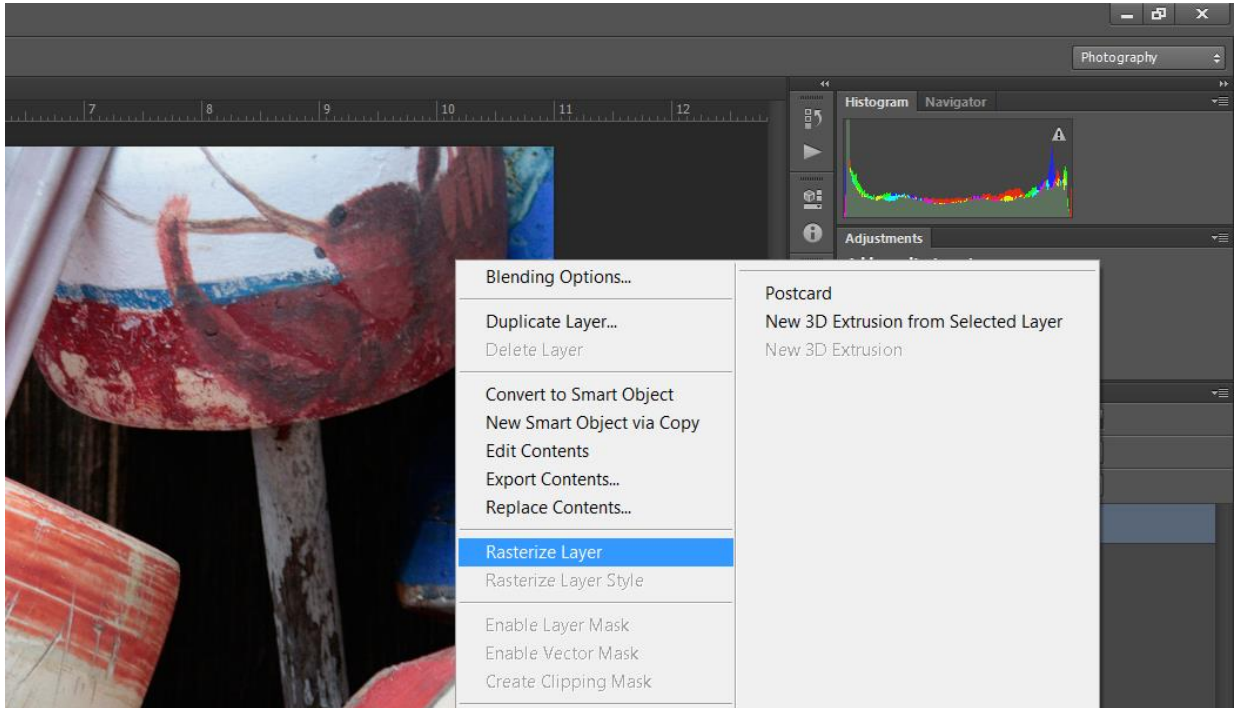 Photography
7
8
9
10
11
12
Histogram Navigator
Adjustments
Blending Options...
Duplicate Layer...
Delete Layer
Convert to Smart Object
New Smart Object via Copy
Edit Contents
Export Contents...
Replace Contents...
Rasterize Layer
Rasterize Layer Style
Enable Layer Mask
Enable Vector Mask
Create Clipping Mask
Postcard
New 3D Extrusion from Selected Layer
New 3D Extrusion